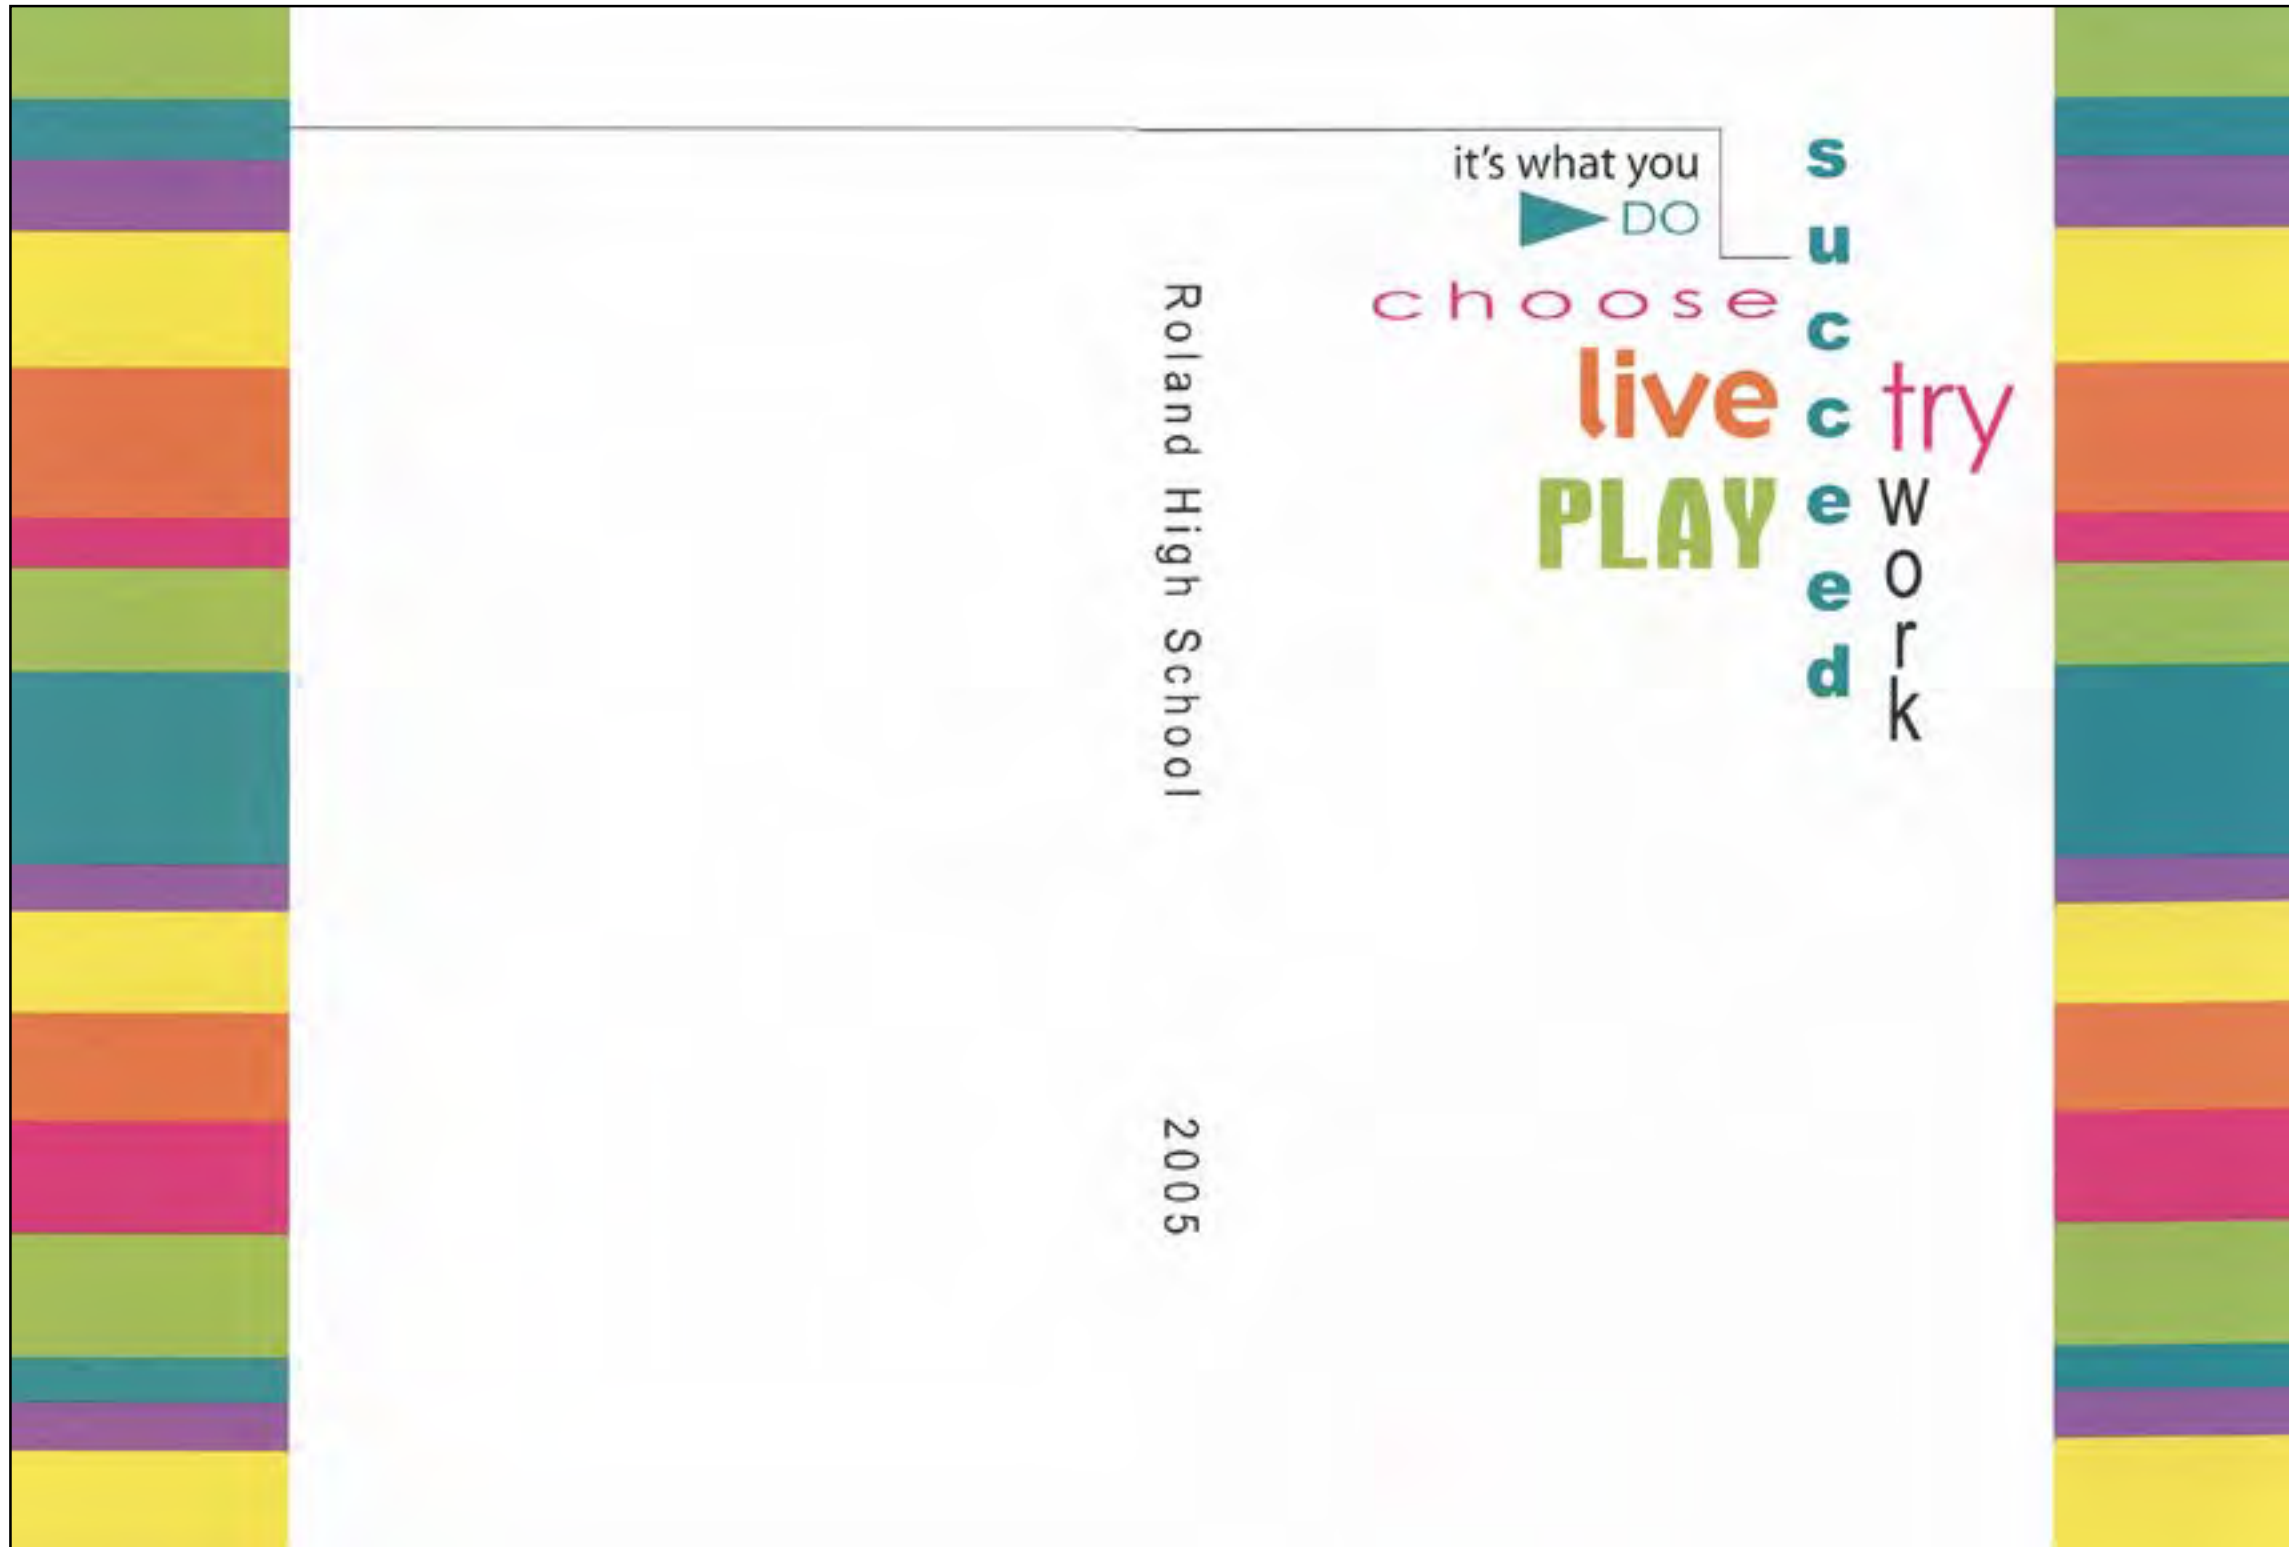 Roland High School 2005
it's what you
DO
choose
live
PLAY
succeed
try
work